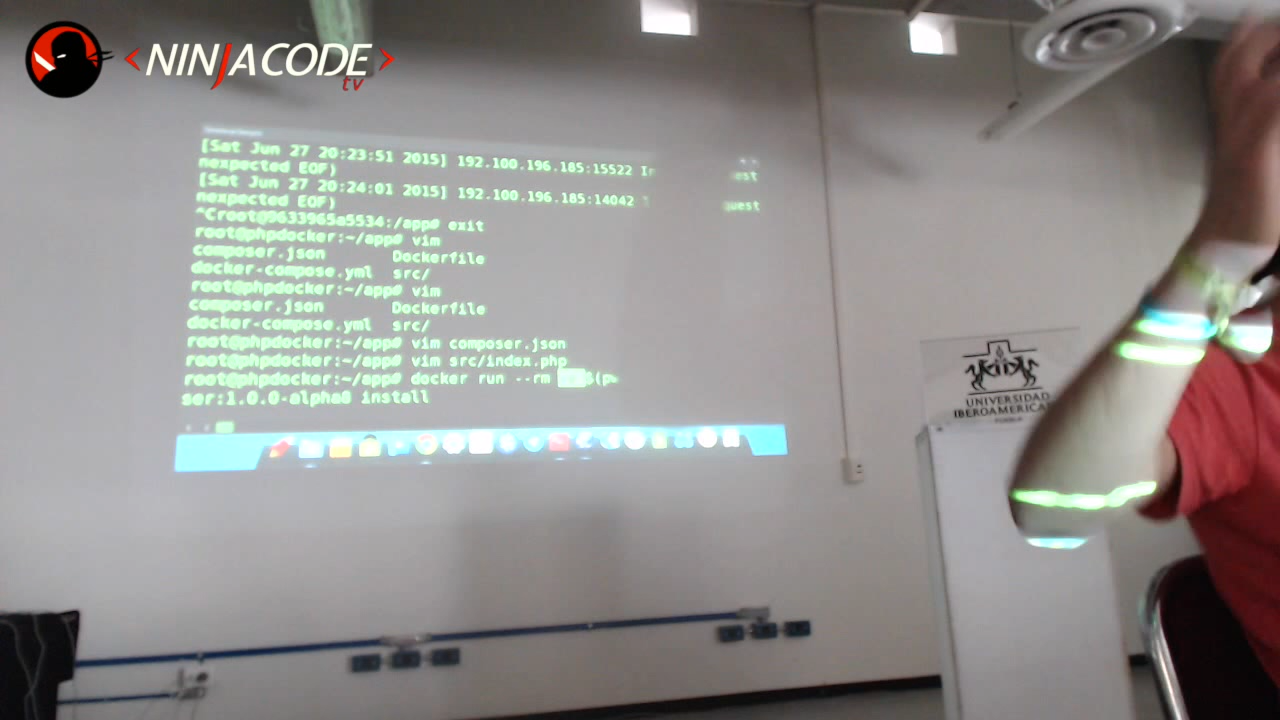 <NINJACODE>
tv
[Sat Jun 27 20:23:51 2015] 192.100.196.185:15522 In
nexpected EOF)
[Sat Jun 27 20:24:01 2015] 192.100.196.185:14042
quest
nexpected EOF)
^Croot@9633965a5534:/app# exit
root@phpdocker:~/app# vim
composer.json Dockerfile
docker-compose.yml src/
root@phpdocker:~/app# vim
composer.json Dockerfile
docker-compose.yml src/
root@phpdocker:~/app# vim composer.json
root@phpdocker:~/app# vim src/index.php
root@phpdocker:~/app# docker run --rm $(p
ser:1.0.0-alpha8 install
UNIVERSIDAD
IBEROAMERICAN